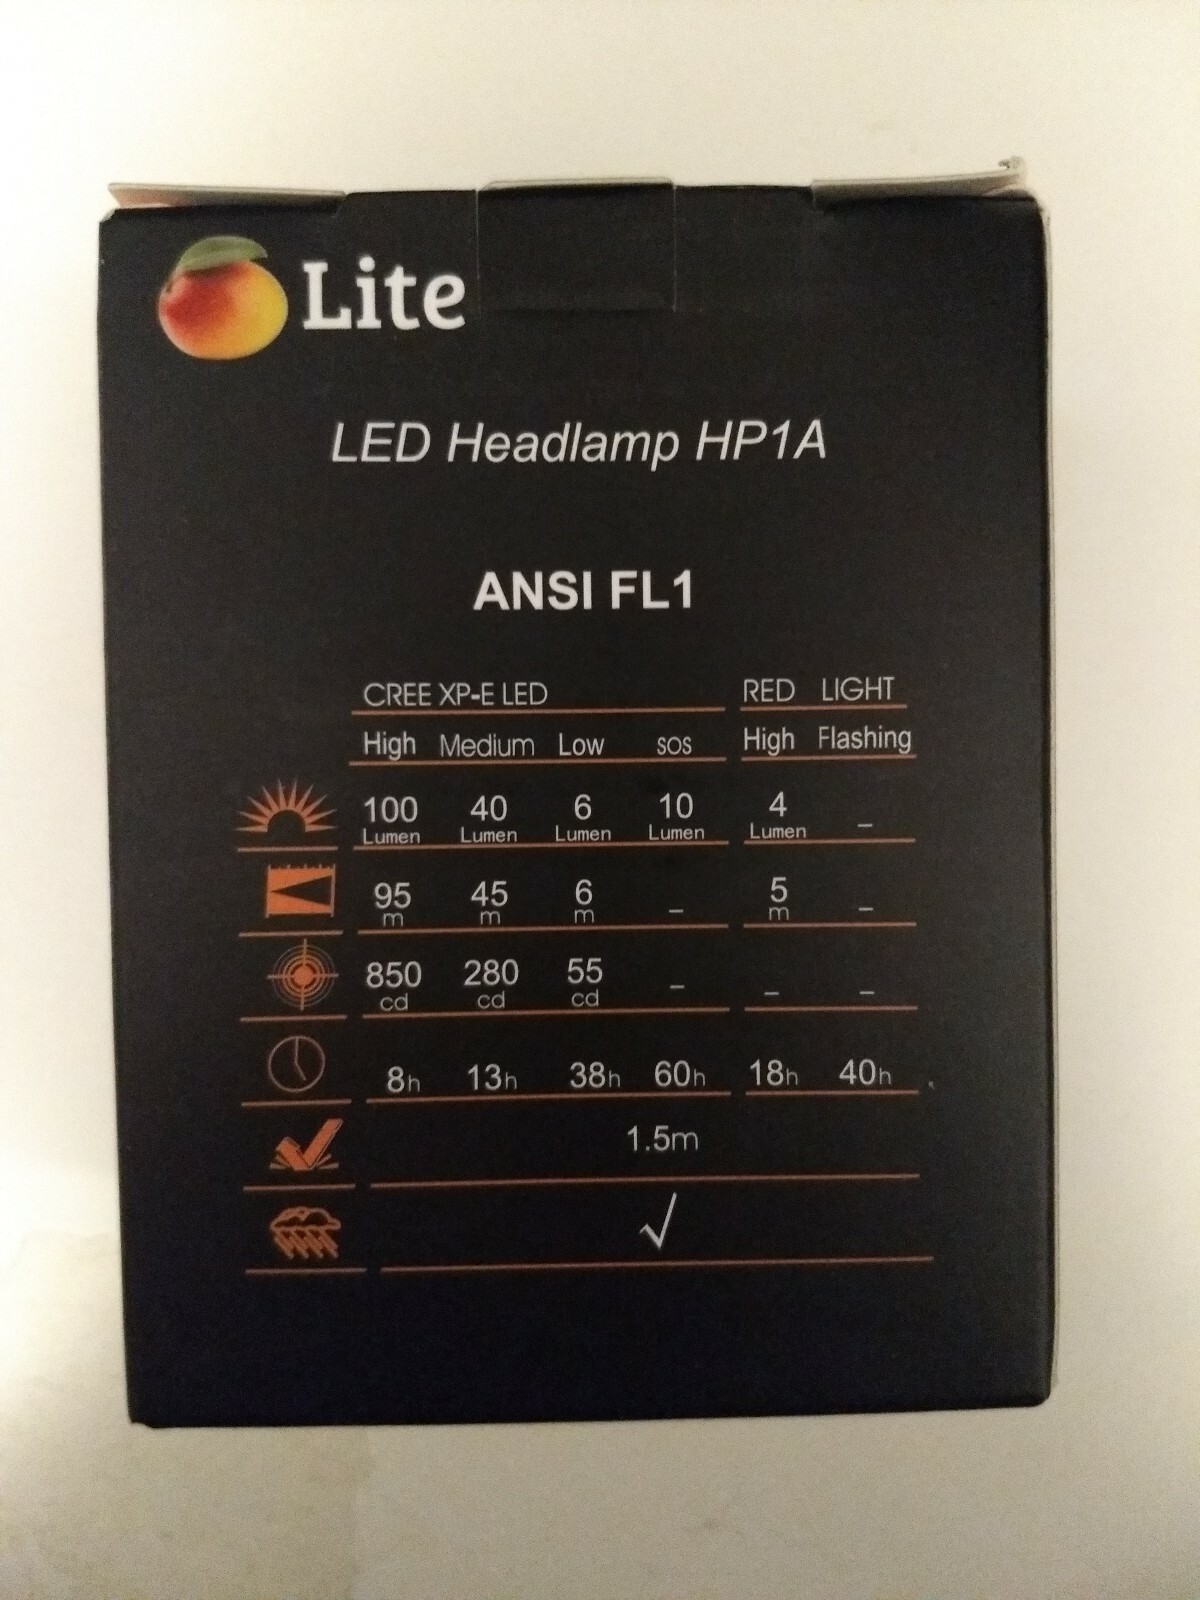 Lite
LED Headlamp HP1A
ANSI FL1
CREE XP-E LED RED LIGHT
High Medium Low SOS High Flashing
100 40 6 10 4 –
Lumen Lumen Lumen Lumen Lumen
95 45 6 – 5 –
m m m m
850 280 55 – – –
cd cd cd
8h 13h 38h 60h 18h 40h
1.5m
√